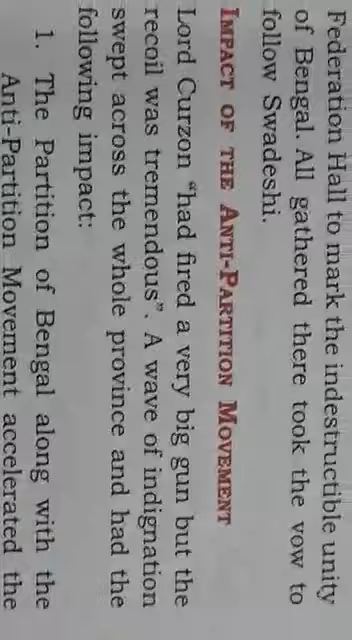 Federation Hall to mark the indestructible unity
of Bengal. All gathered there took the vow to
follow Swadeshi.
IMPACT OF THE ANTI-PARTITION MOVEMENT
Lord Curzon “had fired a very big gun but the
recoil was tremendous”. A wave of indignation
swept across the whole province and had the
following impact:
1. The Partition of Bengal along with the
Anti-Partition Movement accelerated the